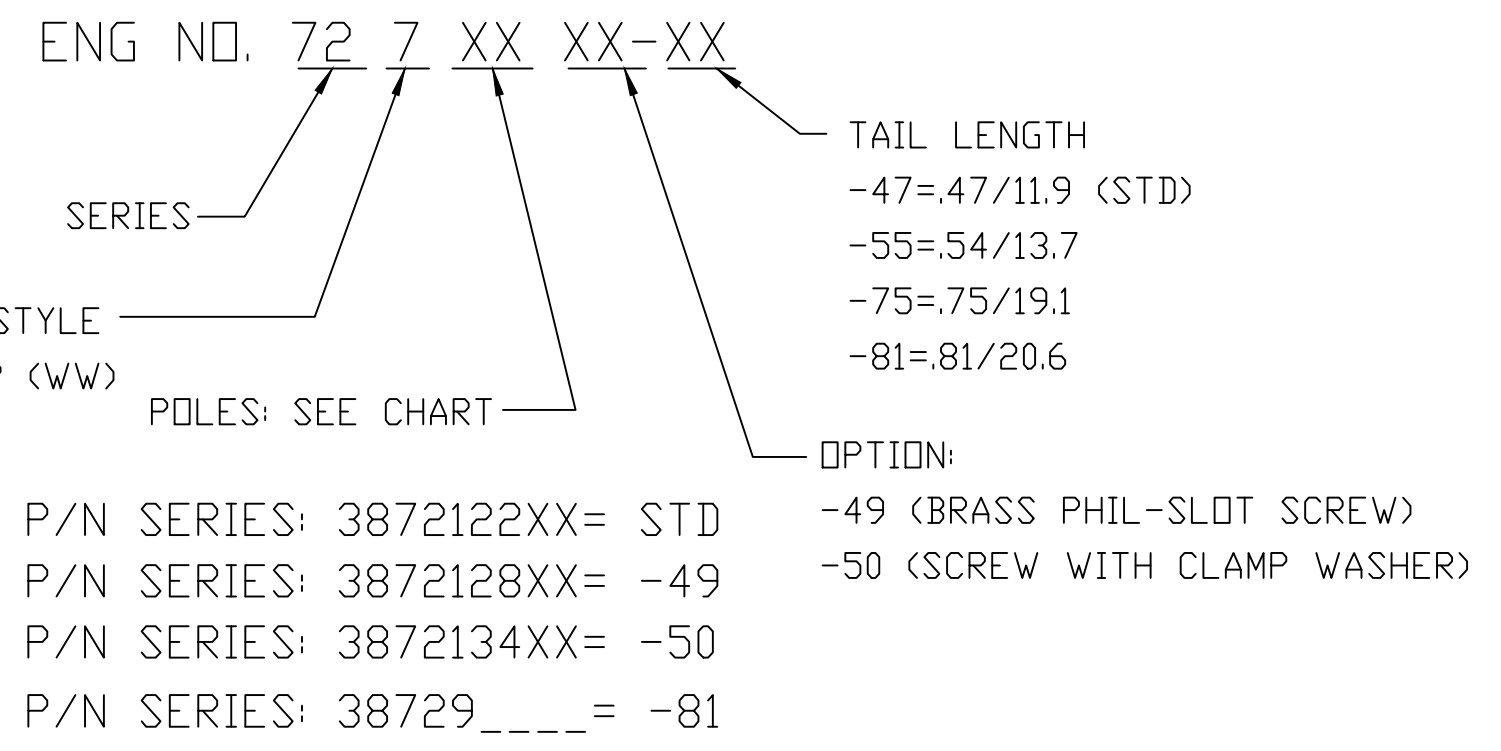 ENG NO. 72 7 XX XX-XX
TAIL LENGTH
-47=.47/11.9 (STD)
-55=.54/13.7
-75=.75/19.1
-81=.81/20.6
SERIES
STYLE
(WW)
POLES: SEE CHART
OPTION:
-49 (BRASS PHIL-SLOT SCREW)
-50 (SCREW WITH CLAMP WASHER)
P/N SERIES: 3872122XX= STD
P/N SERIES: 3872128XX= -49
P/N SERIES: 3872134XX= -50
P/N SERIES: 38729____= -81